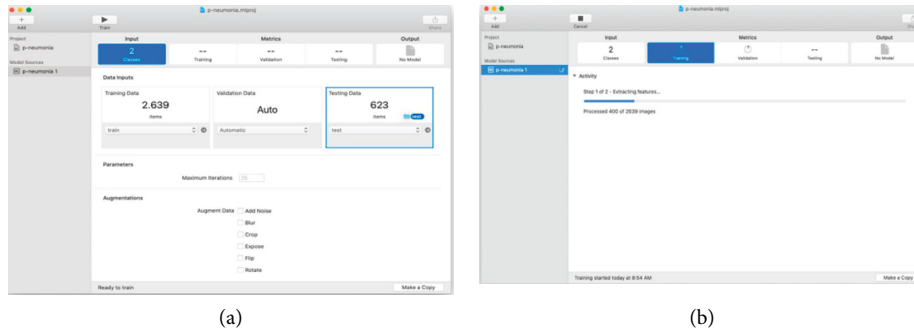 p-neumonia.mlproj
Add
Train
Share
Project
p-neumonia
Model Sources
p-neumonia 1
Input
Metrics
Output
2
Classes
--
Training
--
Validation
--
Testing
No Model
Data Inputs
Training Data
2.639
items
train
Validation Data
Auto
Automatic
Testing Data
623
items
test
test
Parameters
Maximum Iterations
25
Augmentations
Augment Data
Add Noise
Blur
Crop
Expose
Flip
Rotate
Ready to train
Make a Copy
(a)
p-neumonia.mlproj
Add
Cancel
Project
p-neumonia
Model Sources
p-neumonia 1
Input
Metrics
Output
2
Classes
Training
Validation
--
Testing
No Model
Activity
Step 1 of 2 - Extracting features...
Processed 400 of 2639 images
Training started today at 8:54 AM
Make a Copy
(b)